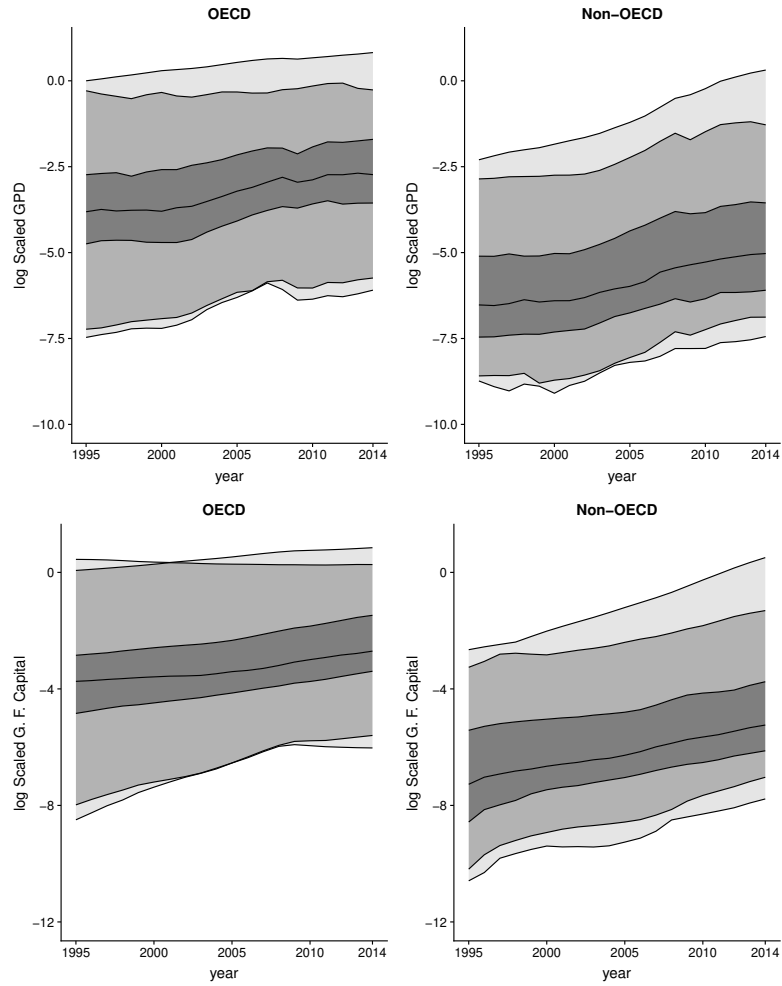 OECD
Non−OECD
log Scaled GPD
0.0
−2.5
−5.0
−7.5
−10.0
1995 2000 2005 2010 2014
year
log Scaled GPD
0.0
−2.5
−5.0
−7.5
−10.0
1995 2000 2005 2010 2014
year
OECD
Non−OECD
log Scaled G. F. Capital
0
−4
−8
−12
1995 2000 2005 2010 2014
year
log Scaled G. F. Capital
0
−4
−8
−12
1995 2000 2005 2010 2014
year